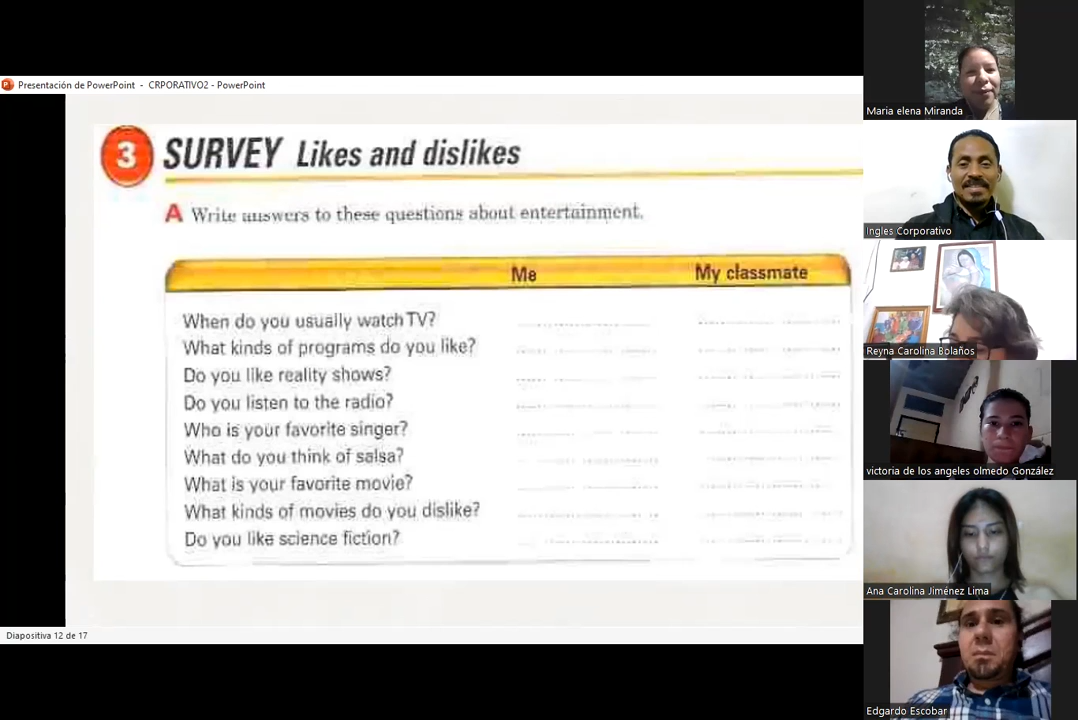 Presentación de PowerPoint - CRPORATIVO2 - PowerPoint
3 SURVEY Likes and dislikes
A Write answers to these questions about entertainment.
Me My classmate
When do you usually watch TV?
What kinds of programs do you like?
Do you like reality shows?
Do you listen to the radio?
Who is your favorite singer?
What do you think of salsa?
What is your favorite movie?
What kinds of movies do you dislike?
Do you like science fiction?
Diapositiva 12 de 17
Maria elena Miranda
Ingles Corporativo
Reyna Carolina Bolaños
victoria de los angeles olmedo González
Ana Carolina Jiménez Lima
Edgardo Escobar